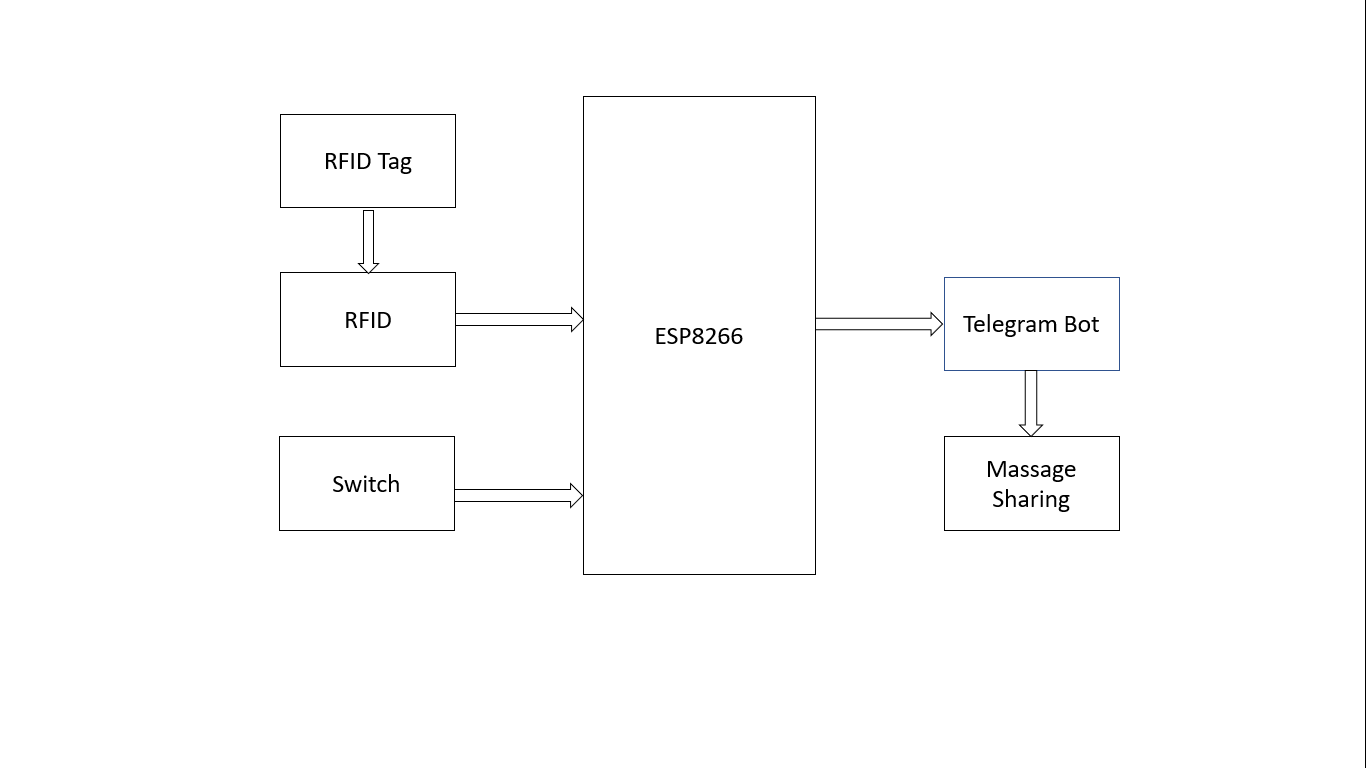 RFID Tag
RFID
Switch
ESP8266
Telegram Bot
Massage
Sharing